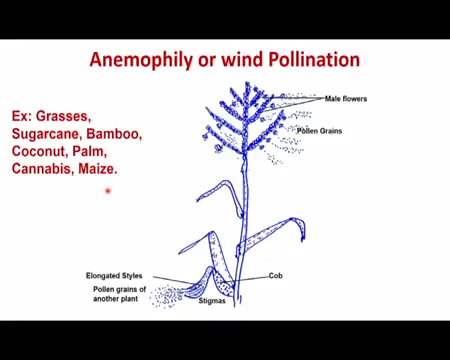 Anemophily or wind Pollination
Ex: Grasses,
Sugarcane, Bamboo,
Coconut, Palm,
Cannabis, Maize.
Male flowers
Pollen Grains
Elongated Styles
Cob
Pollen grains of
another plant
Stigmas